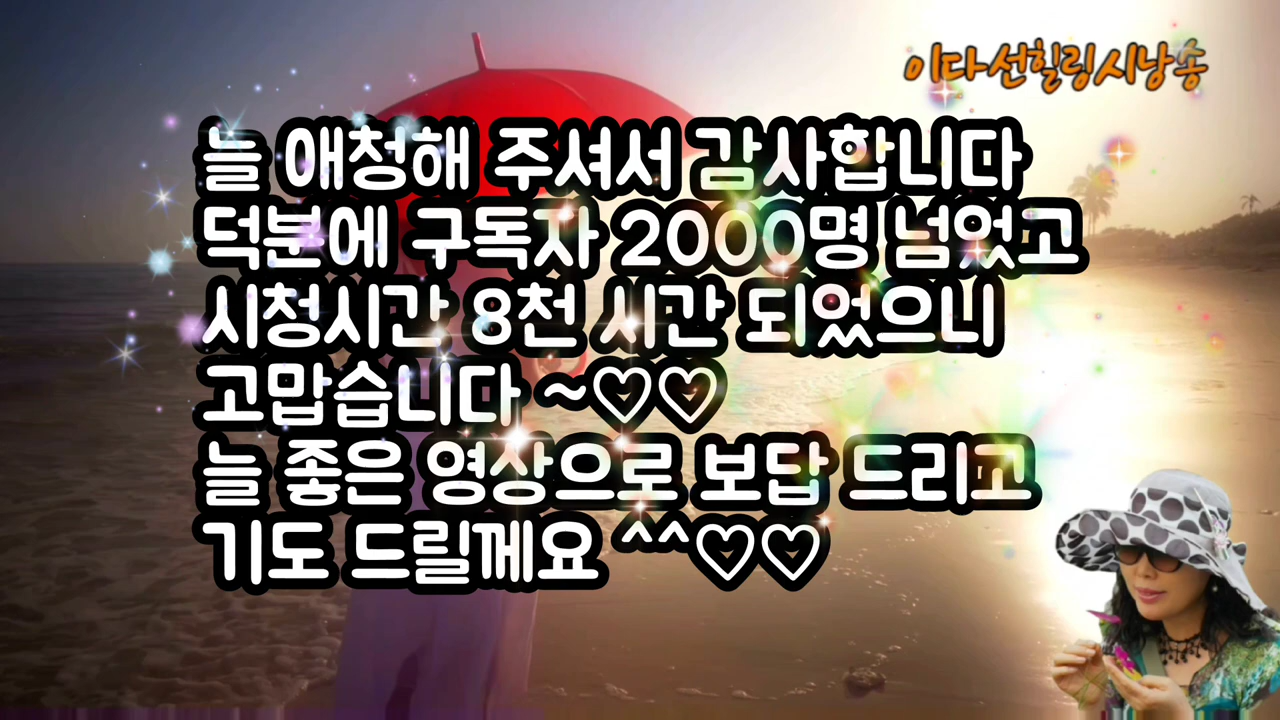 이다선힐링시낭송
늘 애청해 주셔서 감사합니다
덕분에 구독자 2000명 넘었고
시청시간 8천 시간 되었으니
고맙습니다 ~♡♡
늘 좋은 영상으로 보답 드리고
기도 드릴께요 ^^♡♡